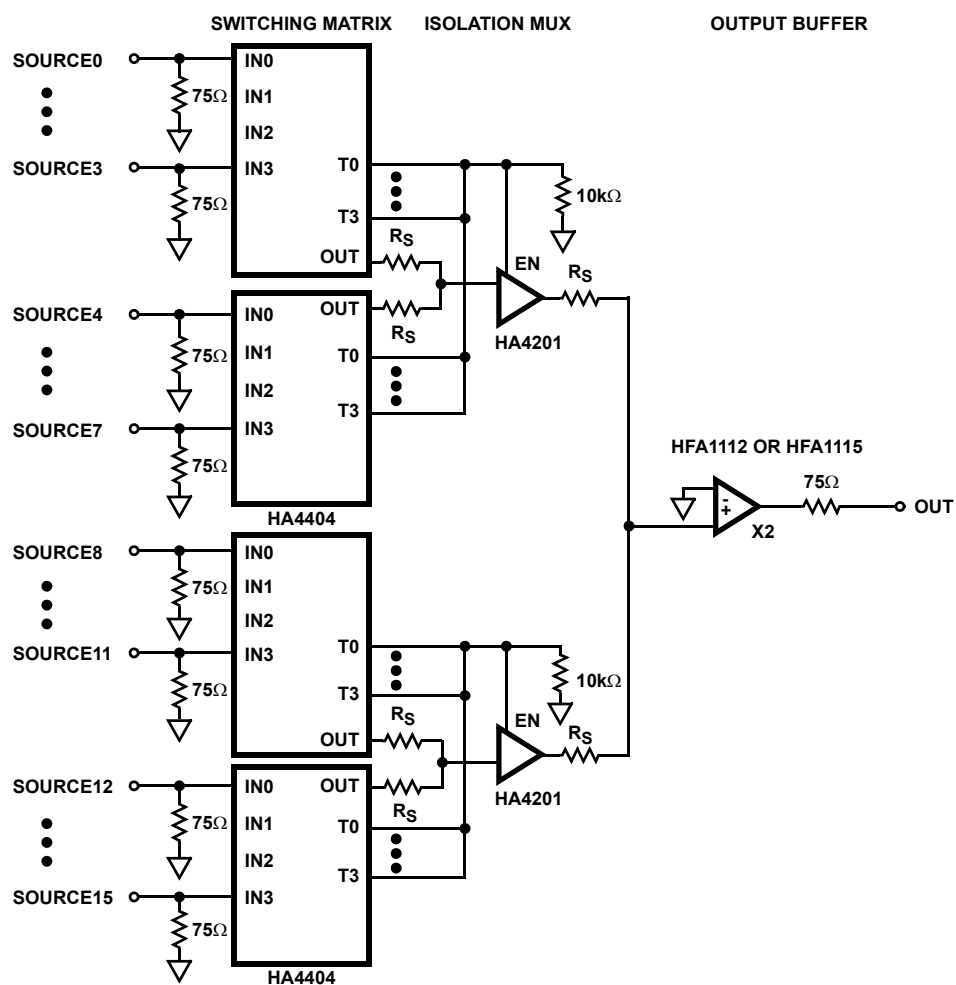 SWITCHING MATRIX ISOLATION MUX OUTPUT BUFFER
SOURCE0
75Ω
IN0
IN1
IN2
SOURCE3
75Ω
IN3
T0
T3
OUT
RS
10kΩ
EN
RS
HA4201
SOURCE4
75Ω
IN0
IN1
IN2
SOURCE7
75Ω
IN3
OUT
RS
T0
T3
HA4404
HFA1112 OR HFA1115
-
+
X2
75Ω
OUT
SOURCE8
75Ω
IN0
IN1
IN2
SOURCE11
75Ω
IN3
T0
T3
OUT
RS
10kΩ
EN
RS
HA4201
SOURCE12
75Ω
IN0
IN1
IN2
SOURCE15
75Ω
IN3
OUT
RS
T0
T3
HA4404